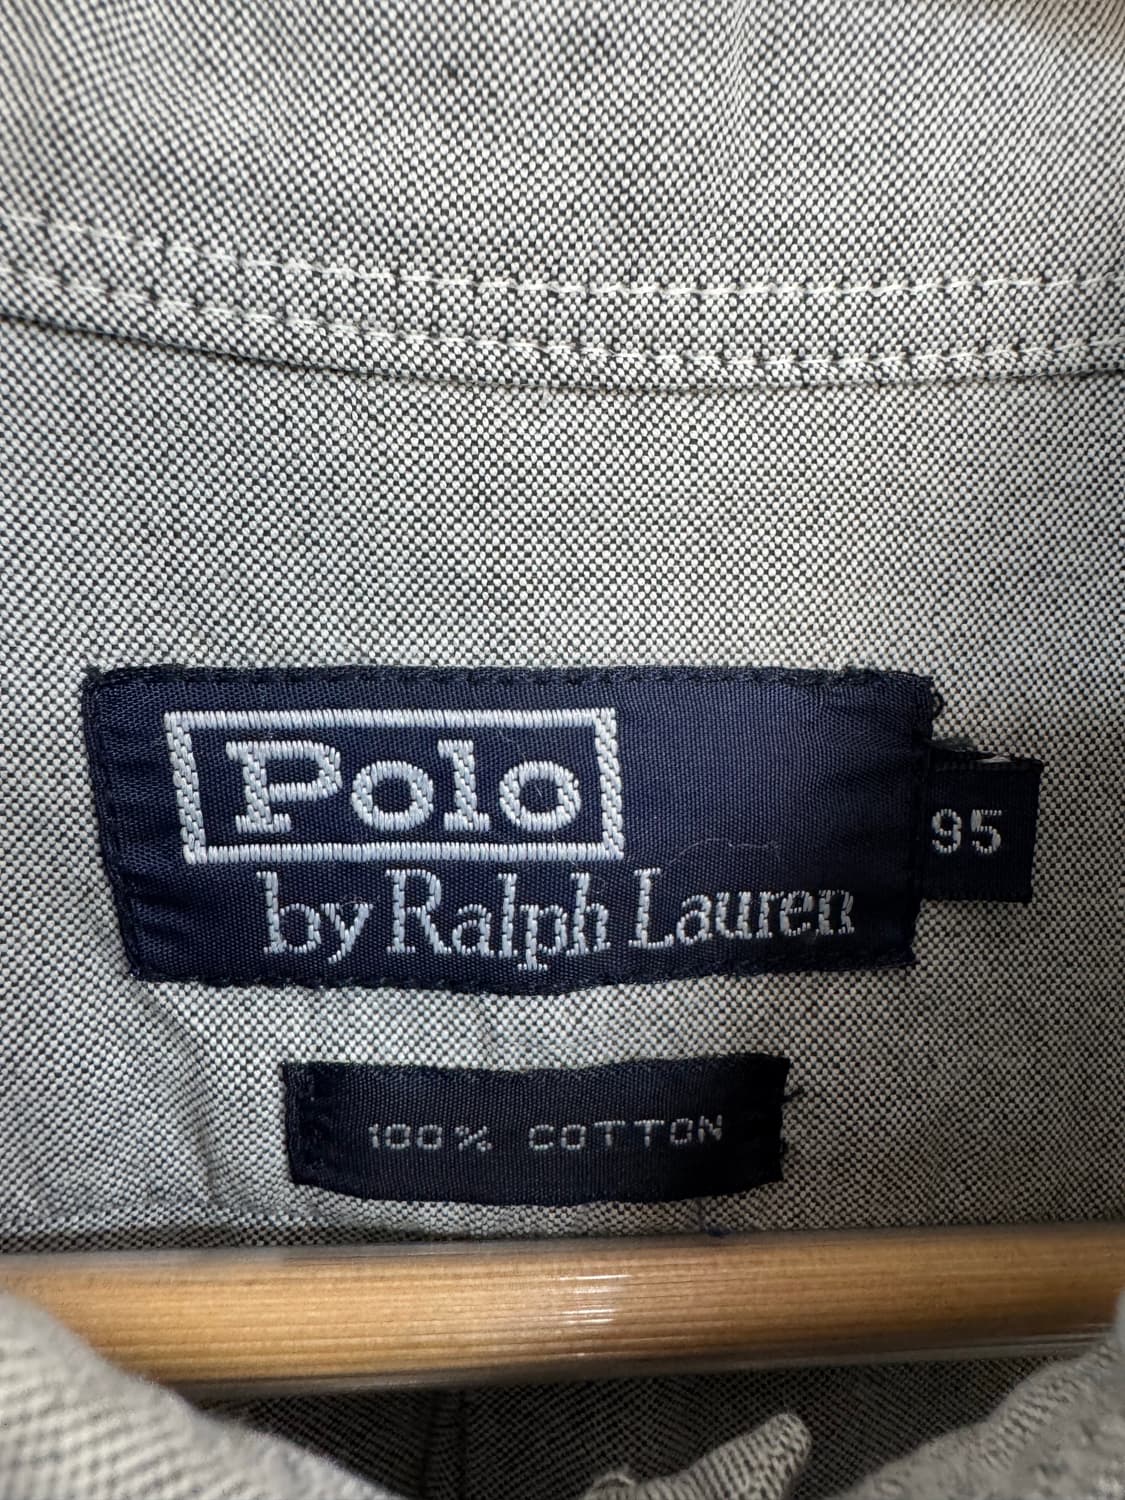 Polo
by Ralph Lauren
95
100% COTTON